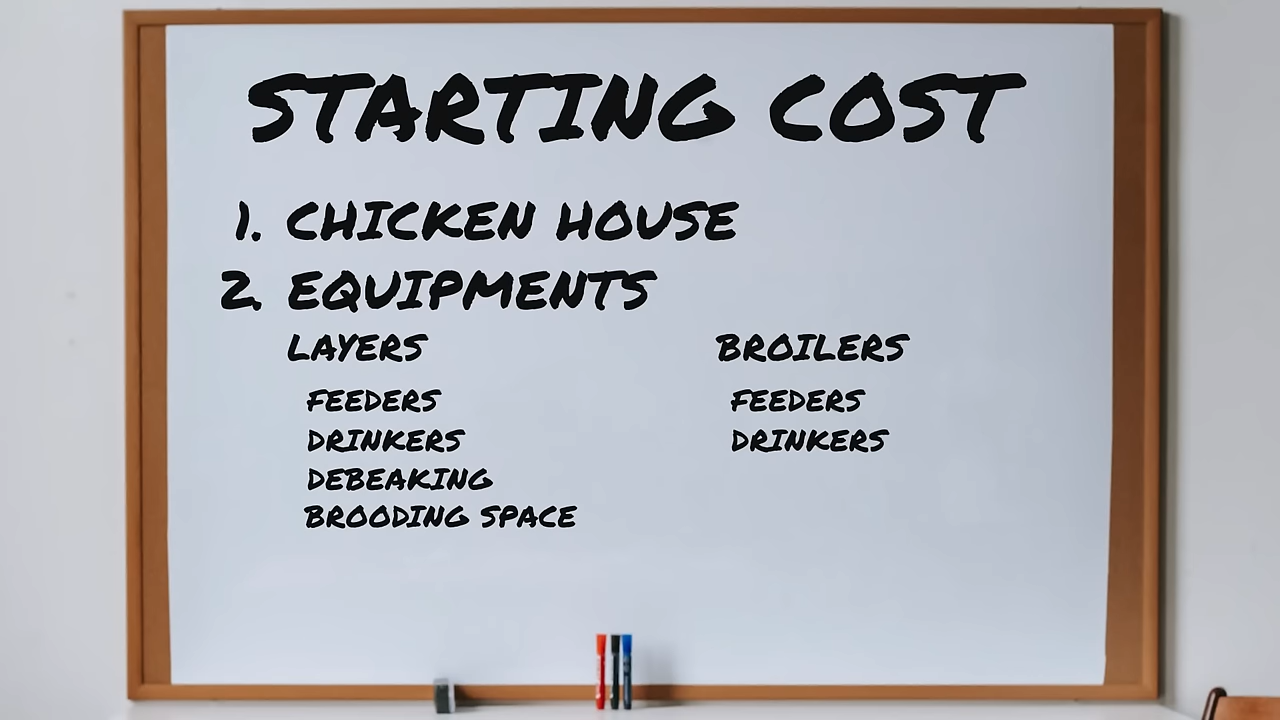 STARTING COST
1. CHICKEN HOUSE
2. EQUIPMENTS
LAYERS BROILERS
FEEDERS FEEDERS
DRINKERS DRINKERS
DEBEAKING
BROODING SPACE